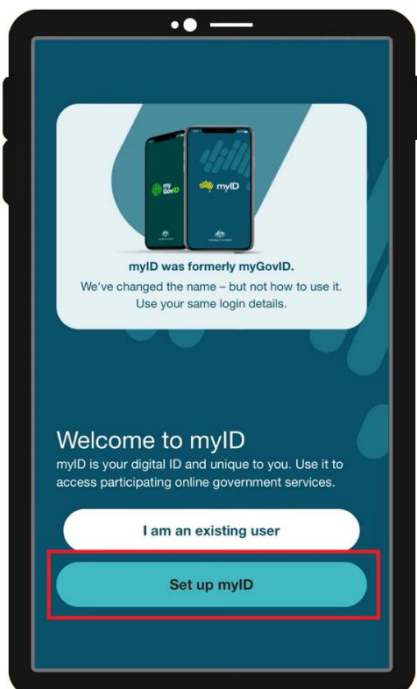 my
GovID
myID
myID was formerly myGovID.
We've changed the name – but not how to use it.
Use your same login details.
Welcome to myID
myID is your digital ID and unique to you. Use it to
access participating online government services.
I am an existing user
Set up myID